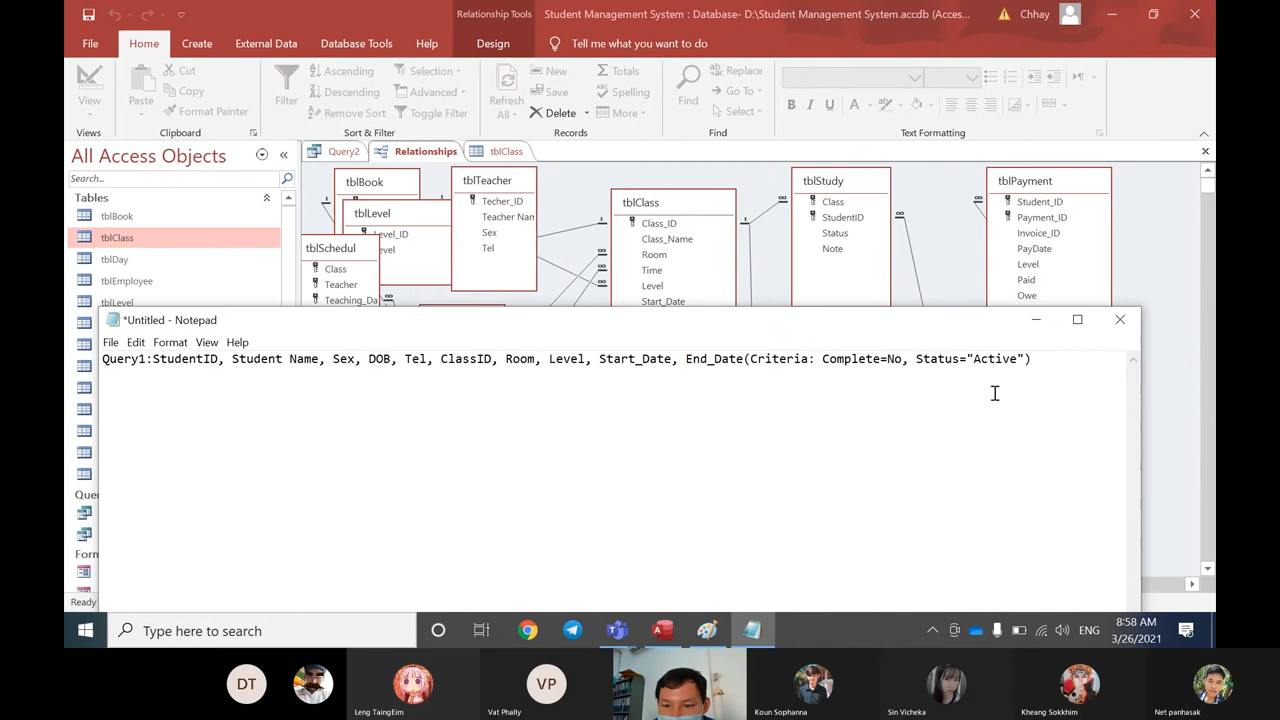 Relationship Tools
Student Management System : Database- D:\Student Management System.accdb (Acces...
Chhay
File
Home
Create
External Data
Database Tools
Help
Design
Tell me what you want to do
View
Views
Paste
Cut
Copy
Format Painter
Clipboard
Filter
Ascending
Descending
Remove Sort
Selection
Advanced
Toggle Filter
Sort & Filter
Refresh All
New
Save
Delete
Totals
Spelling
More
Records
Find
Replace
Go To
Select
Find
B I U A
Text Formatting
All Access Objects
Search...
Tables
tblBook
tblClass
tblDay
tblEmployee
tblLevel
Ready
Query2
Relationships
tblClass
tblBook
tblLevel
Level_ID
tblSchedul
Class
Teacher
Teaching_Da
tblTeacher
Techer_ID
Teacher Nan
Sex
Tel
tblClass
Class_ID
Class_Name
Room
Time
Level
Start_Date
tblStudy
Class
StudentID
Status
Note
tblPayment
Student_ID
Payment_ID
Invoice_ID
PayDate
Level
Paid
Owe
*Untitled - Notepad
File Edit Format View Help
Query1:StudentID, Student Name, Sex, DOB, Tel, ClassID, Room, Level, Start_Date, End_Date(Criteria: Complete=No, Status="Active")
Type here to search
ENG
8:58 AM
3/26/2021
DT
Leng TaingEim
VP
Vat Phally
Koun Sophanna
Sin Vicheka
Kheang Sokkhim
Net panhasak